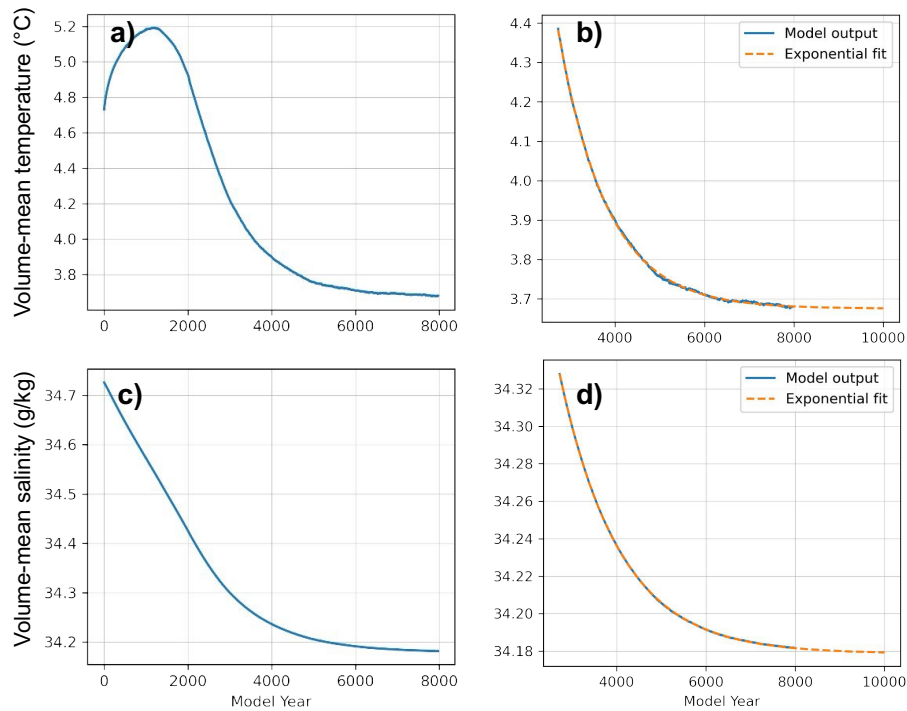 a)
Volume-mean temperature (°C)
5.2
5.0
4.8
4.6
4.4
4.2
4.0
3.8
0 2000 4000 6000 8000
b)
Model output
Exponential fit
4.4
4.3
4.2
4.1
4.0
3.9
3.8
3.7
4000 6000 8000 10000
c)
Volume-mean salinity (g/kg)
34.7
34.6
34.5
34.4
34.3
34.2
0 2000 4000 6000 8000
Model Year
d)
Model output
Exponential fit
34.32
34.30
34.28
34.26
34.24
34.22
34.20
34.18
4000 6000 8000 10000
Model Year